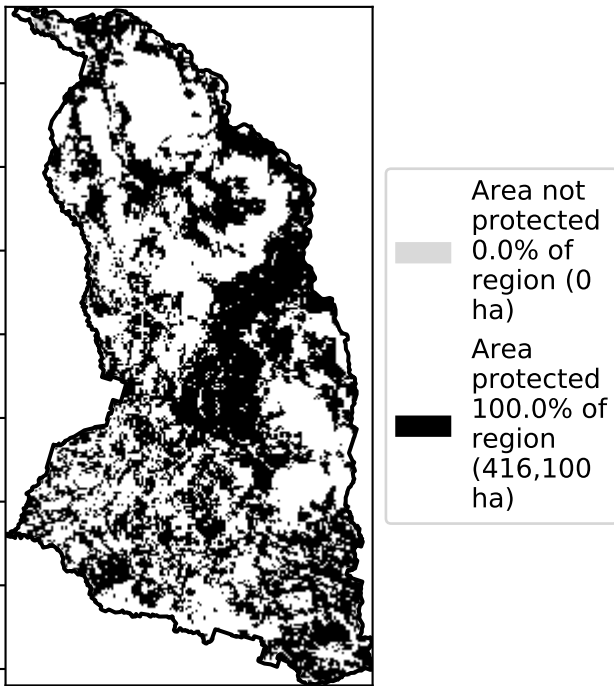 Area not
protected
0.0% of
region (0
ha)
Area
protected
100.0% of
region
(416,100
ha)